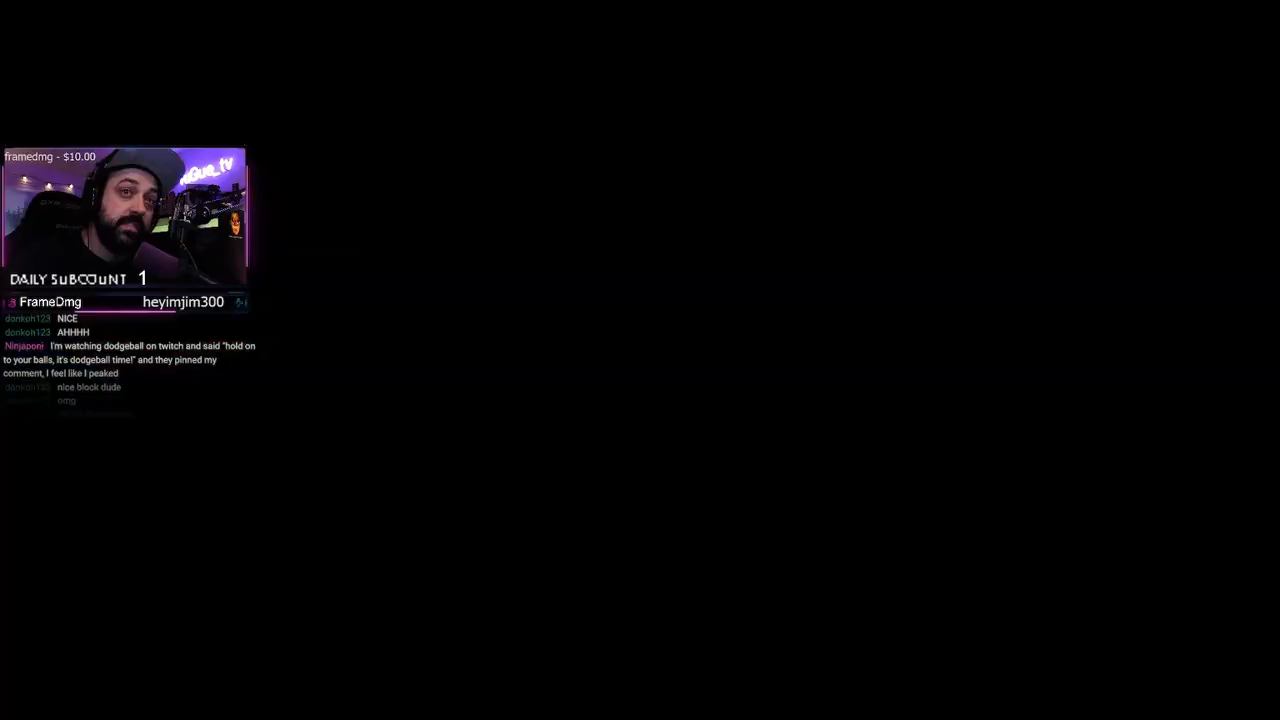 framedmg - $10.00
Gue_tv
DAILY SUBCOUNT 1
FrameDmg heyimjim300
donkoh123 NICE
donkoh123 AHHHH
Ninjaponi I'm watching dodgeball on twitch and said "hold on
to your balls, it's dodgeball time!" and they pinned my
comment, I feel like I peaked
donkoh123 nice block dude
omg